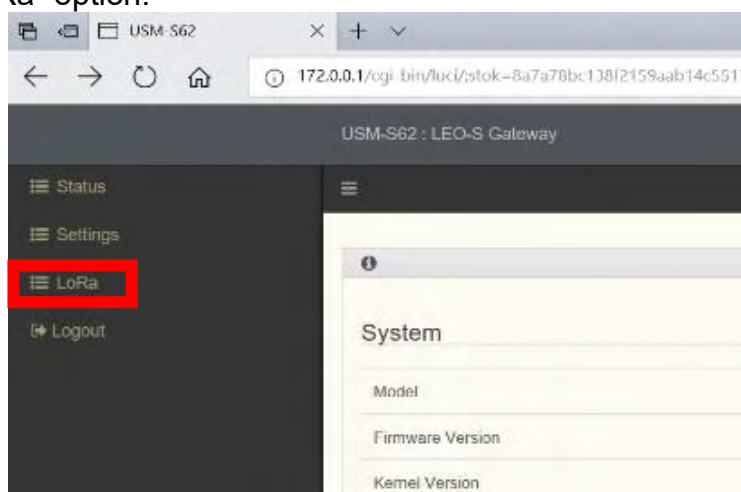 option.
USM-S62
172.0.0.1/cgi-bin/luci/;stok=8a7a78bc138f2159aab14c551
USM-S62 : LEO-S Gateway
Status
Settings
LoRa
Logout
System
Model
Firmware Version
Kernel Version